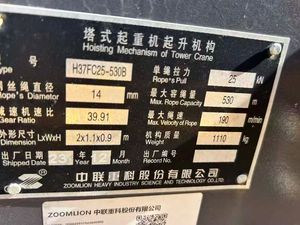 塔式起重机起升机构
Hoisting Mechanism of Tower Crane
型号 Type H37FC25-530B 单绳拉力 Rope's Pull 25 kN
钢丝绳直径 Rope's Diameter 14 mm 最大容绳量 Max. Rope Capacity 530 m
减速机速比 Gear Ratio 39.91 最大绳速 Max. Velocity of Rope 190 m/min
外形尺寸 LxWxH 2x1.1x0.9 m 机构质量 Weight 1110 kg
出厂日期 Shipped Date 23 年 12 月 出厂编号 Record No.
中联重科股份有限公司
ZOOMLION HEAVY INDUSTRY SCIENCE AND TECHNOLOGY CO.,LTD.
ZOOMLION 中联重科股份有限公司